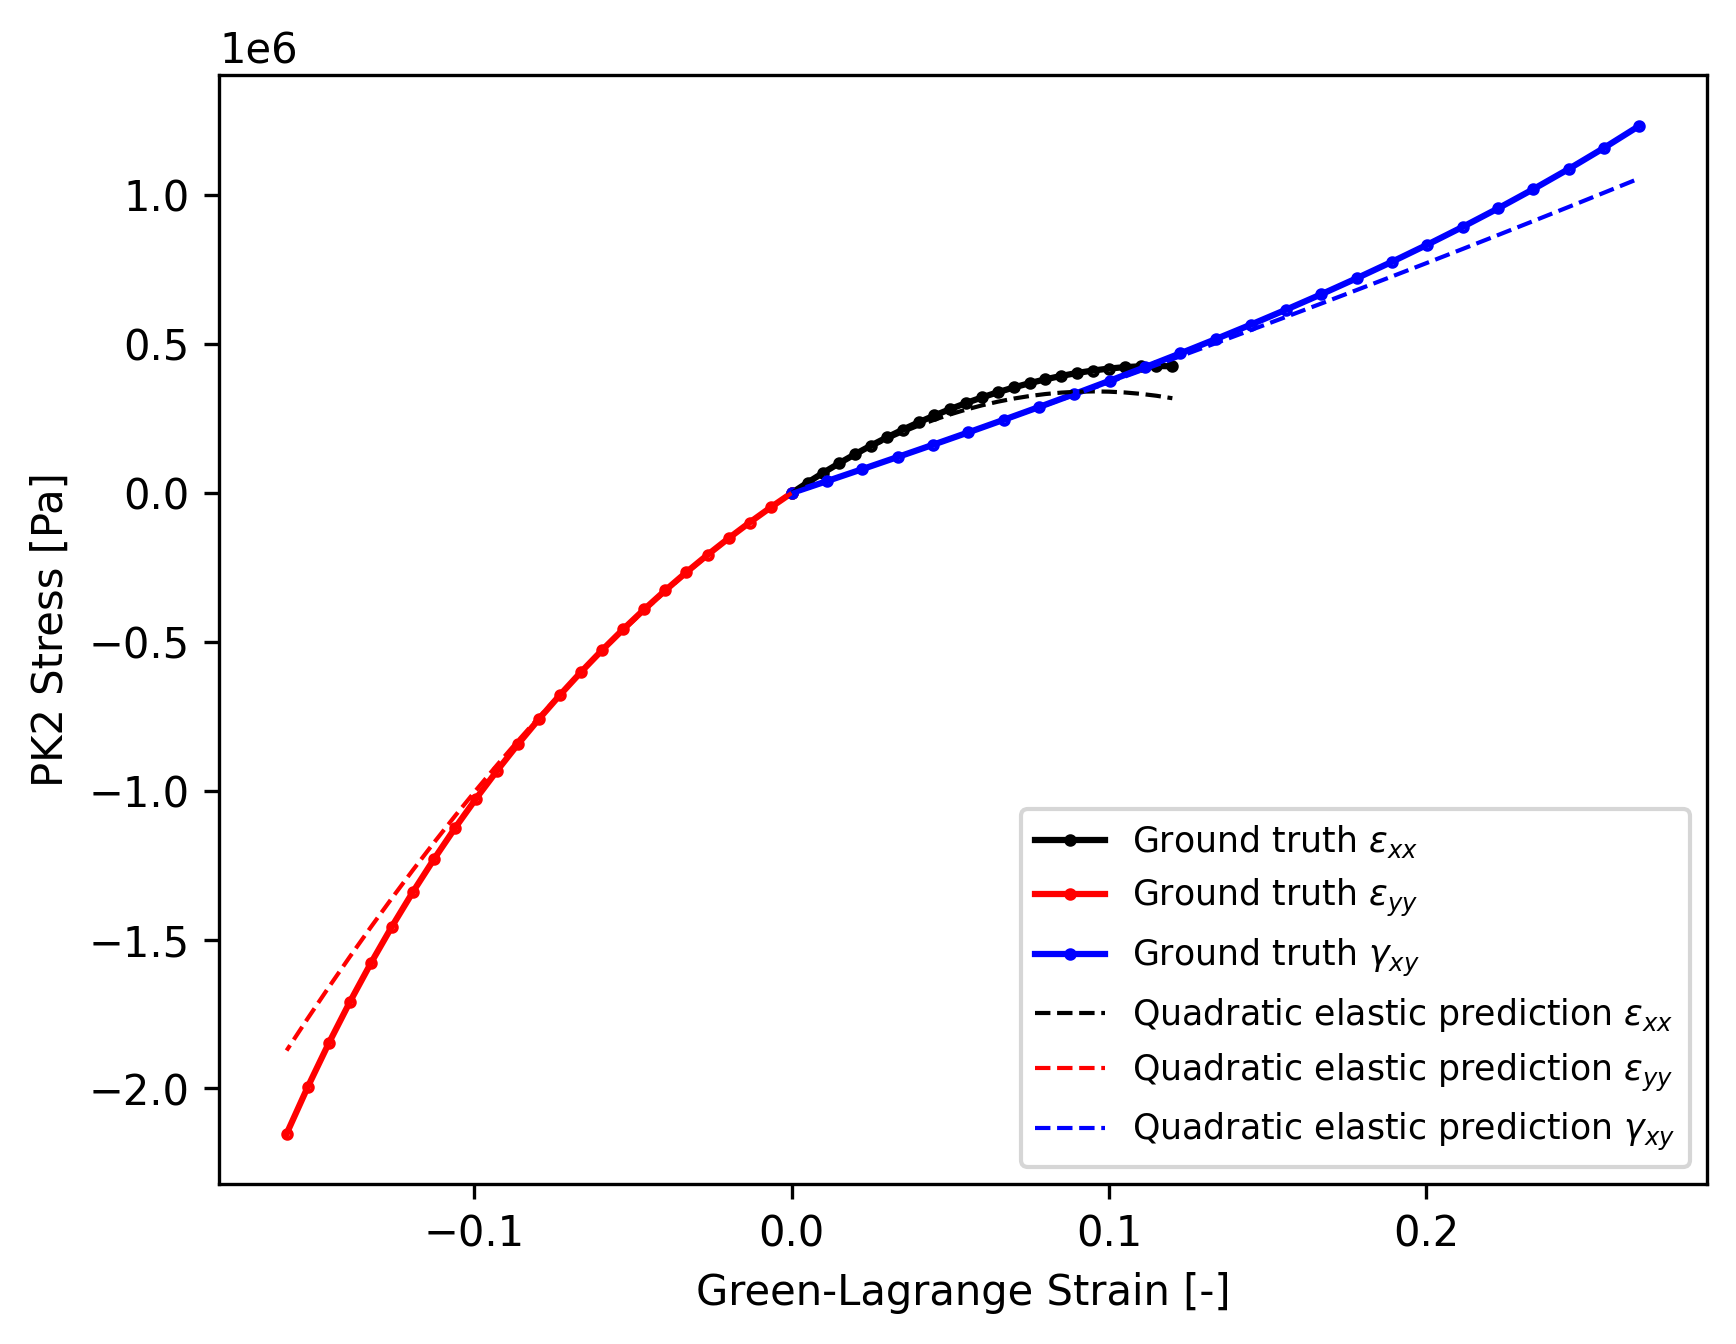 1e6
1.0
0.5
0.0
−0.5
−1.0
−1.5
−2.0
PK2 Stress [Pa]
−0.1
0.0
0.1
0.2
Green-Lagrange Strain [-]
Ground truth εxx
Ground truth εyy
Ground truth γxy
Quadratic elastic prediction εxx
Quadratic elastic prediction εyy
Quadratic elastic prediction γxy